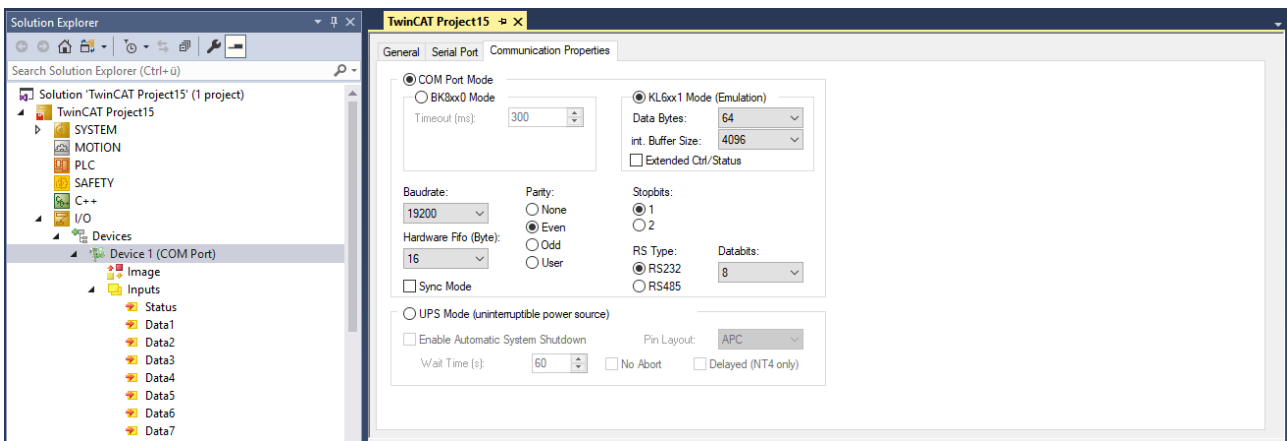 Solution Explorer
Search Solution Explorer (Ctrl+ü)
Solution 'TwinCAT Project15' (1 project)
TwinCAT Project15
SYSTEM
MOTION
PLC
SAFETY
C++
I/O
Devices
Device 1 (COM Port)
Image
Inputs
Status
Data1
Data2
Data3
Data4
Data5
Data6
Data7
TwinCAT Project15
General Serial Port Communication Properties
COM Port Mode
BK8xx0 Mode
Timeout (ms): 300
KL6xx1 Mode (Emulation)
Data Bytes: 64
int. Buffer Size: 4096
Extended Ctrl/Status
Baudrate:
19200
Hardware Fifo (Byte):
16
Sync Mode
Parity:
None
Even
Odd
User
Stopbits:
1
2
RS Type:
RS232
RS485
Databits:
8
UPS Mode (uninterruptible power source)
Enable Automatic System Shutdown Pin Layout: APC
Wait Time (s): 60 No Abort Delayed (NT4 only)